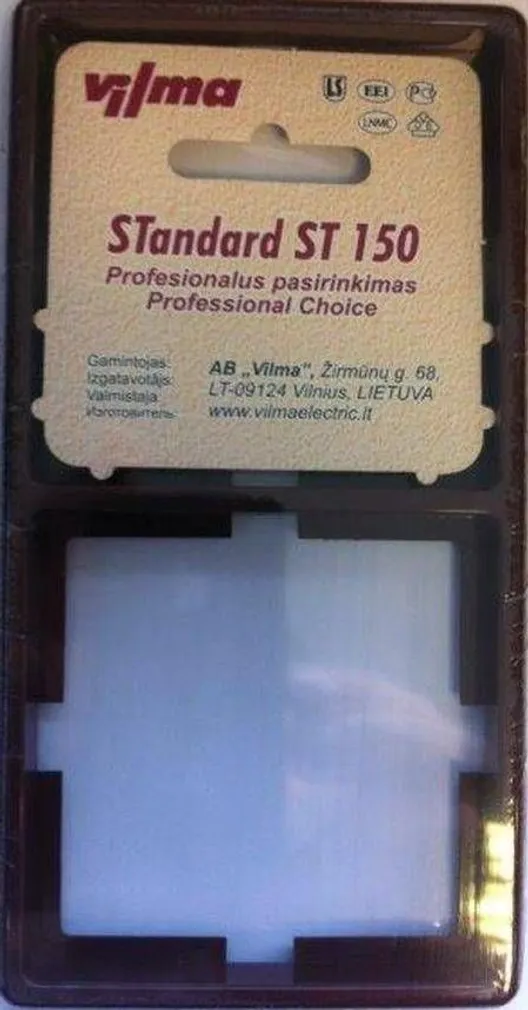 vilma
LS EEI
LNMC
STandard ST 150
Profesionalus pasirinkimas
Professional Choice
Gamintojas:
Izgatavotājs:
Valmistaja:
Изготовитель:
AB „Vilma", Žirmūnų g. 68,
LT-09124 Vilnius, LIETUVA
www.vilmaelectric.lt